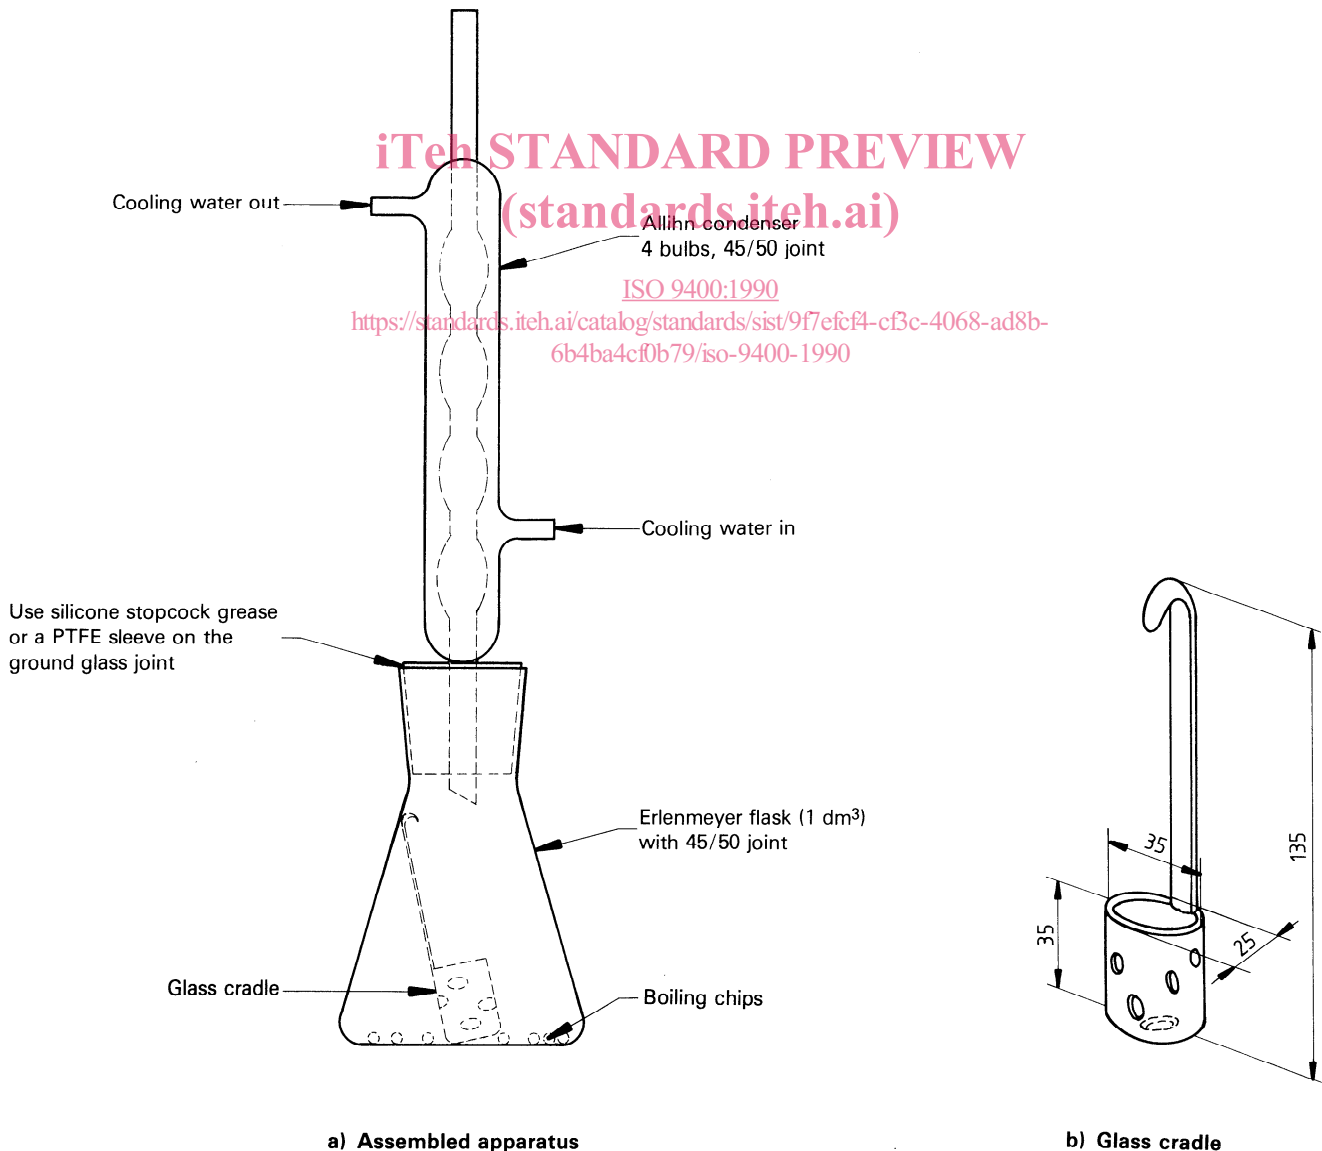 iTeh STANDARD PREVIEW
(standards.iteh.ai)
Cooling water out
Allihn condenser
4 bulbs, 45/50 joint
ISO 9400:1990
https://standards.iteh.ai/catalog/standards/sist/9f7efcf4-cf3c-4068-ad8b-
6b4ba4cf0b79/iso-9400-1990
Cooling water in
Use silicone stopcock grease
or a PTFE sleeve on the
ground glass joint
Erlenmeyer flask (1 dm³)
with 45/50 joint
Glass cradle
Boiling chips
35
135
35
25
a) Assembled apparatus
b) Glass cradle